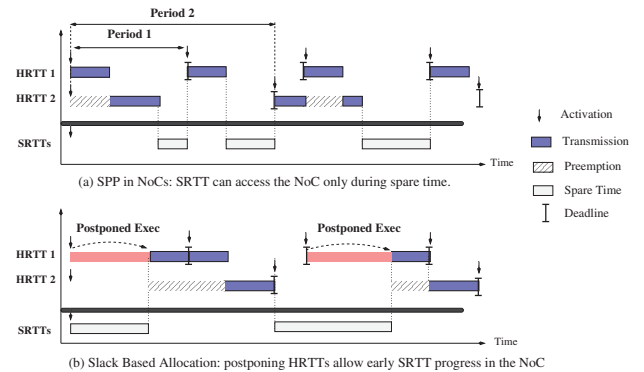 Period 2
Period 1
HRTT 1
HRTT 2
SRTTs
Time
(a) SPP in NoCs: SRTT can access the NoC only during spare time.
Activation
Transmission
Preemption
Spare Time
Deadline
Postponed Exec
Postponed Exec
HRTT 1
HRTT 2
SRTTs
Time
(b) Slack Based Allocation: postponing HRTTs allow early SRTT progress in the NoC